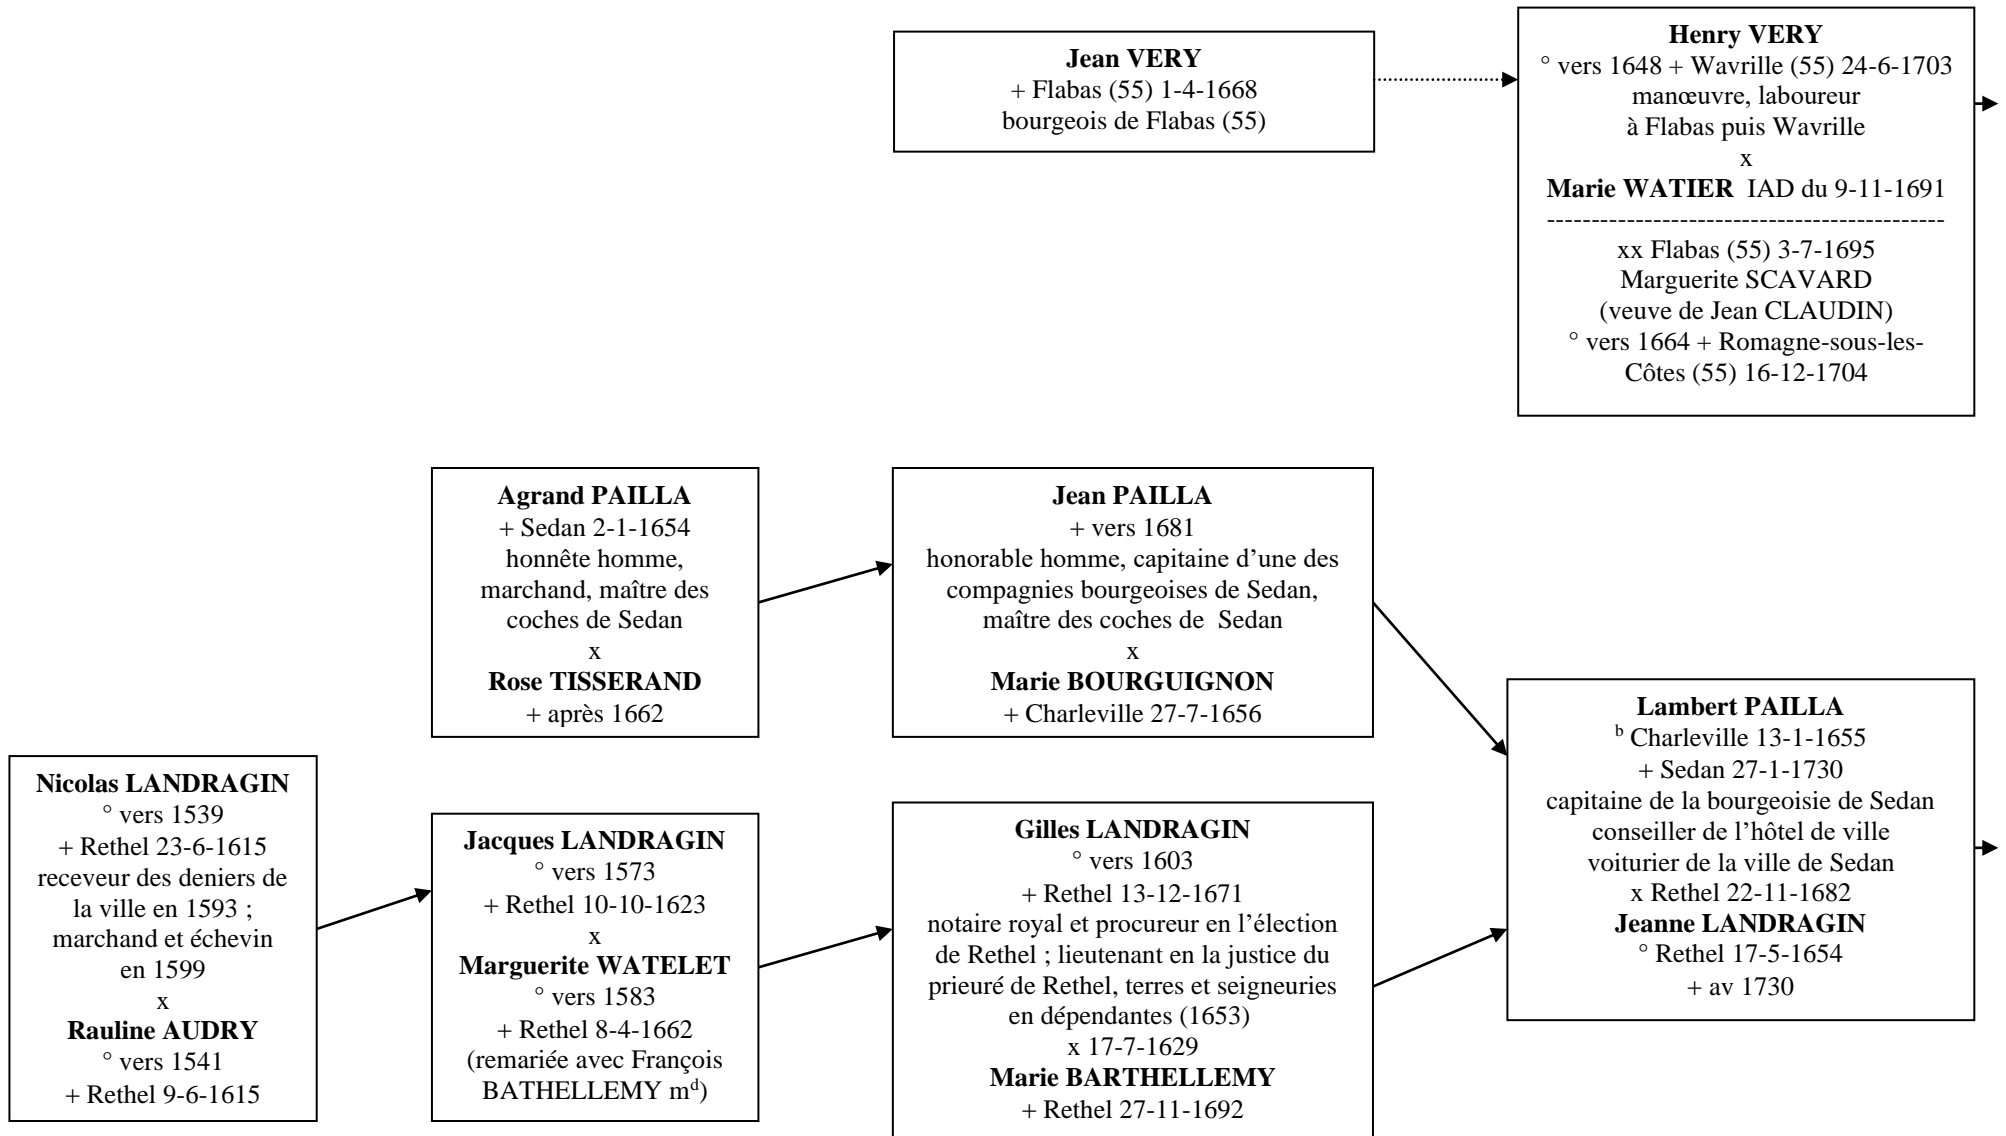 Jean VERY
+ Flabas (55) 1-4-1668
bourgeois de Flabas (55)
Henry VERY
° vers 1648 + Wavrille (55) 24-6-1703
manœuvre, laboureur
à Flabas puis Wavrille
x
Marie WATIER IAD du 9-11-1691
---------------------------------------------
xx Flabas (55) 3-7-1695
Marguerite SCAVARD
(veuve de Jean CLAUDIN)
° vers 1664 + Romagne-sous-les-
Côtes (55) 16-12-1704
Agrand PAILLA
+ Sedan 2-1-1654
honnête homme,
marchand, maître des
coches de Sedan
x
Rose TISSERAND
+ après 1662
Jean PAILLA
+ vers 1681
honorable homme, capitaine d’une des
compagnies bourgeoises de Sedan,
maître des coches de Sedan
x
Marie BOURGUIGNON
+ Charleville 27-7-1656
Lambert PAILLA
b Charleville 13-1-1655
+ Sedan 27-1-1730
capitaine de la bourgeoisie de Sedan
conseiller de l’hôtel de ville
voiturier de la ville de Sedan
x Rethel 22-11-1682
Jeanne LANDRAGIN
° Rethel 17-5-1654
+ av 1730
Nicolas LANDRAGIN
° vers 1539
+ Rethel 23-6-1615
receveur des deniers de
la ville en 1593 ;
marchand et échevin
en 1599
x
Rauline AUDRY
° vers 1541
+ Rethel 9-6-1615
Jacques LANDRAGIN
° vers 1573
+ Rethel 10-10-1623
x
Marguerite WATELET
° vers 1583
+ Rethel 8-4-1662
(remariée avec François
BATHELLEMY md)
Gilles LANDRAGIN
° vers 1603
+ Rethel 13-12-1671
notaire royal et procureur en l’élection
de Rethel ; lieutenant en la justice du
prieuré de Rethel, terres et seigneuries
en dépendantes (1653)
x 17-7-1629
Marie BARTHELLEMY
+ Rethel 27-11-1692